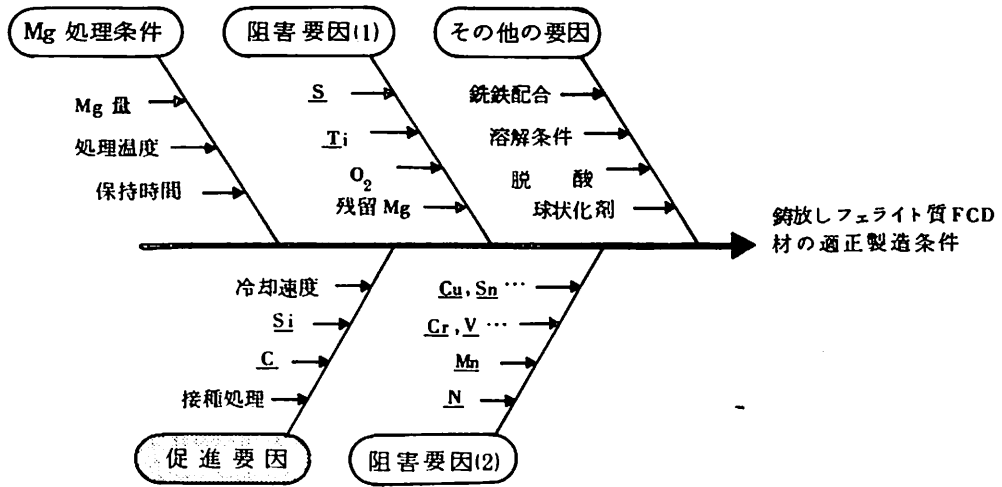 Mg 処理条件
阻害要因(1)
その他の要因
Mg 量
処理温度
保持時間
S
Ti
O2
残留 Mg
銑鉄配合
溶解条件
脱 酸
球状化剤
鋳放しフェライト質FCD
材の適正製造条件
冷却速度
Si
C
接種処理
Cu, Sn …
Cr, V …
Mn
N
促進要因
阻害要因(2)